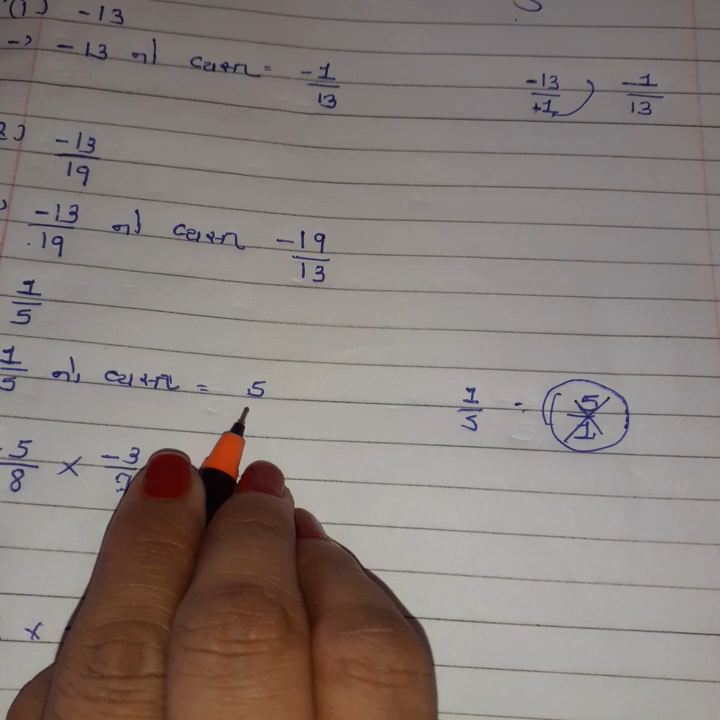 (1) -13
→ -13 નો વ્યસ્ત = -1/13    -13/+1    -1/13
2) -13/19
-13/19 નો વ્યસ્ત -19/13
1/5
1/5 નો વ્યસ્ત = 5    1/5 = 5/1
-5/8 × -3/7
×